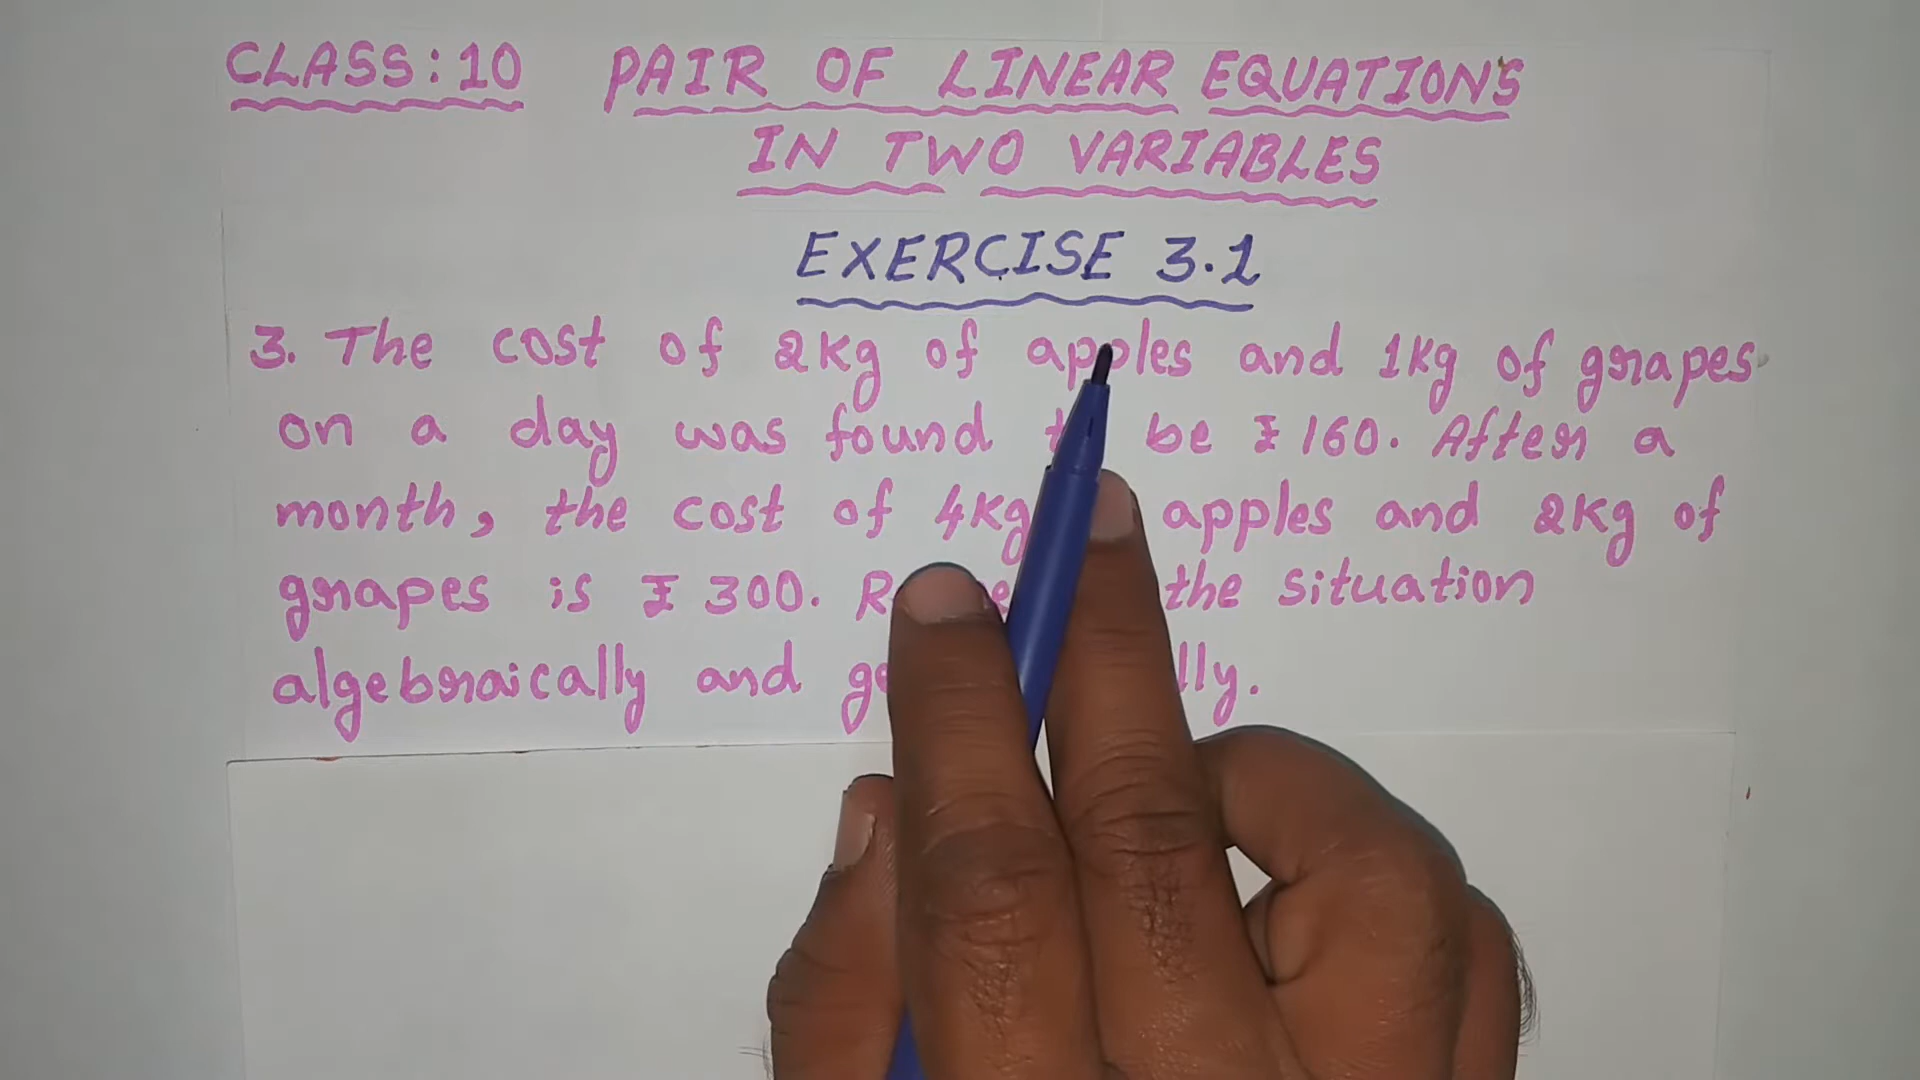 CLASS:10 PAIR OF LINEAR EQUATIONS
IN TWO VARIABLES
EXERCISE 3.1
3. The cost of 2kg of apples and 1kg of grapes
on a day was found be ₹160. After a
month, the cost of 4kg apples and 2kg of
grapes is ₹ 300. the situation
algebraically and